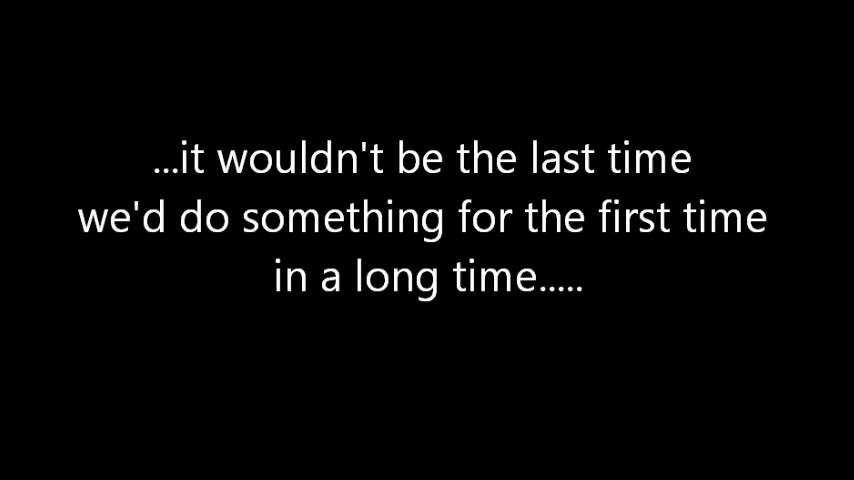 ...it wouldn't be the last time
we'd do something for the first time
in a long time.....